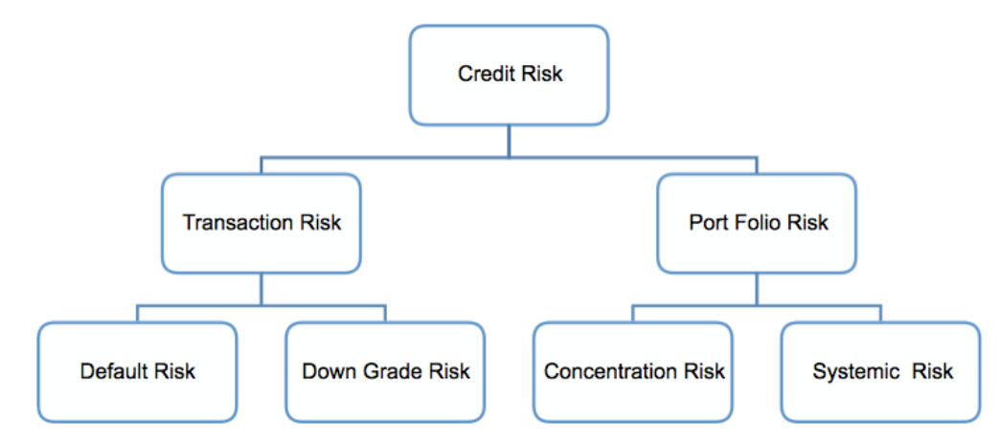 Credit Risk
Transaction Risk
Port Folio Risk
Default Risk
Down Grade Risk
Concentration Risk
Systemic  Risk